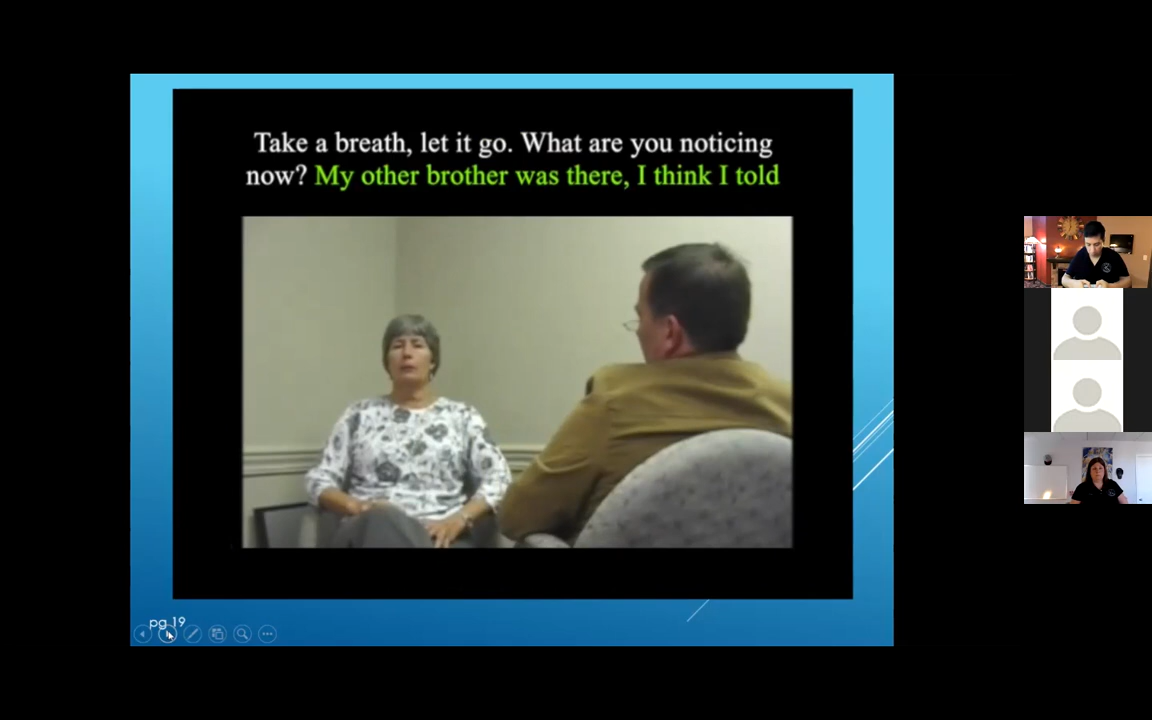 Take a breath, let it go. What are you noticing
now? My other brother was there, I think I told
pg 19